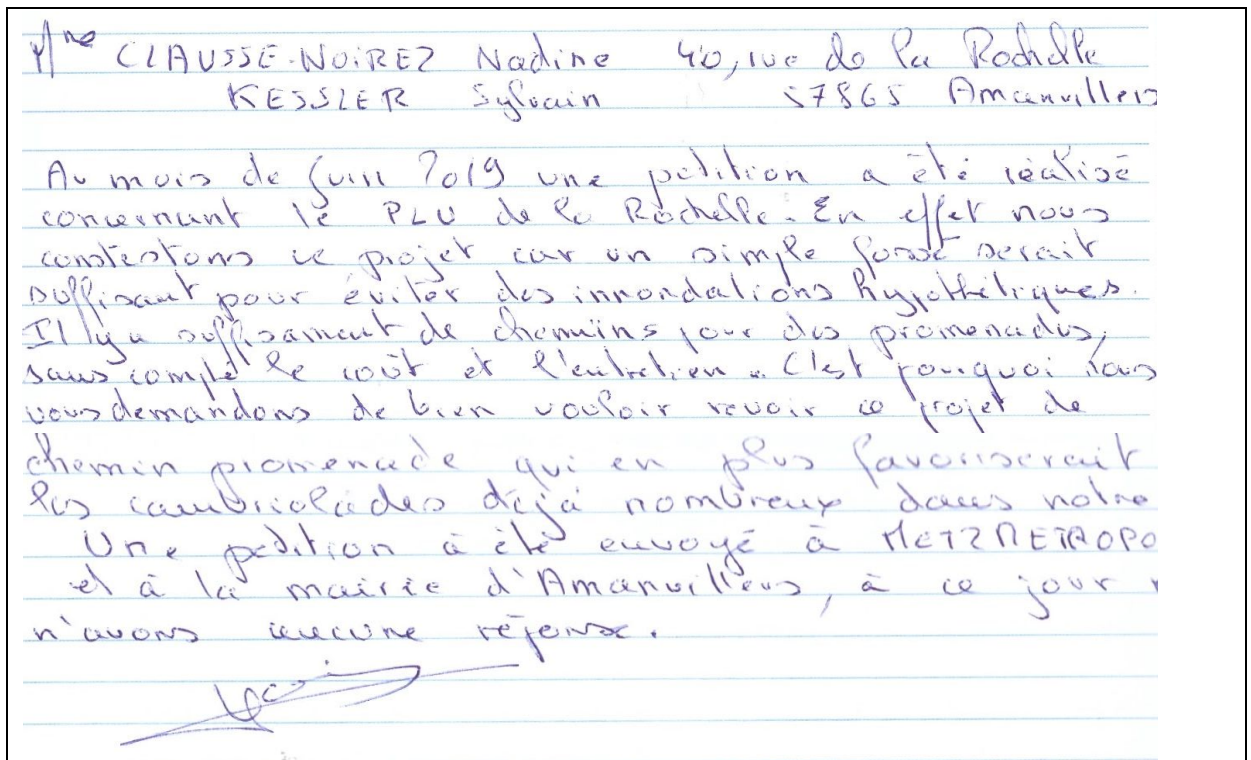 Mme CLAUSSE-NOIREZ Nadine 40, rue de la Rochelle
KESSLER Sylvain 57865 Amanvillers
Au mois de Juin 2019 une petition a été réalisé
concernant le PLU de la Rochelle. En effet nous
constestons ce projet car un simple fossé serait
suffisant pour éviter des innondations hypothétiques.
Il y a suffisament de chemins pour des promenades,
sans compté le coût et l'entretien. C'est pourquoi nous
vous demandons de bien vouloir revoir ce projet de
chemin promenade qui en plus favoriserait
les cambriolades déjà nombreux dans notre
Une petition à été envoyé à METZ METROPO
et à la mairie d'Amanvillers, à ce jour
n'avons aucune réponse.